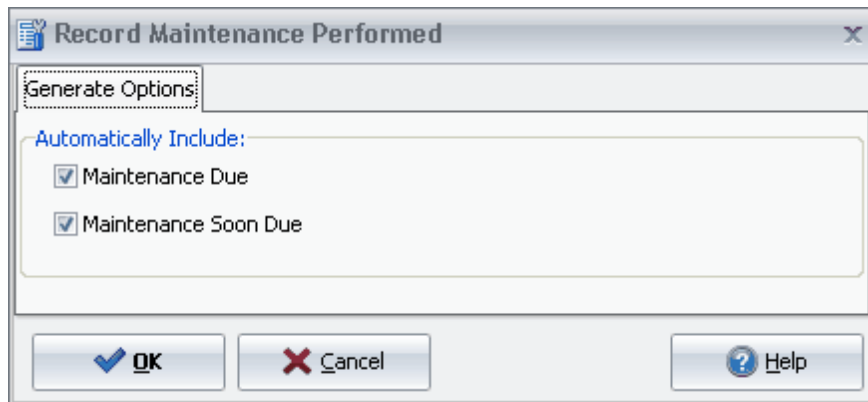 Record Maintenance Performed
Generate Options
Automatically Include:
Maintenance Due
Maintenance Soon Due
OK Cancel Help